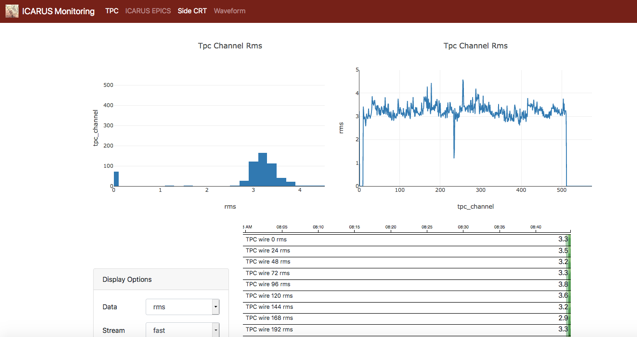 ICARUS Monitoring TPC ICARUS EPICS Side CRT Waveform
Tpc Channel Rms
500
400
300
200
100
0
tpc_channel
0 1 2 3 4
rms
Tpc Channel Rms
5
4
3
2
1
0
rms
0 100 200 300 400 500
tpc_channel
AM 08:05 08:10 08:15 08:20 08:25 08:30 08:35 08:40
TPC wire 0 rms 3.3
TPC wire 24 rms 3.5
TPC wire 48 rms 3.2
TPC wire 72 rms 3.3
TPC wire 96 rms 3.8
TPC wire 120 rms 3.6
TPC wire 144 rms 3.2
TPC wire 168 rms 2.9
TPC wire 192 rms 3.3
Display Options
Data rms
Stream fast